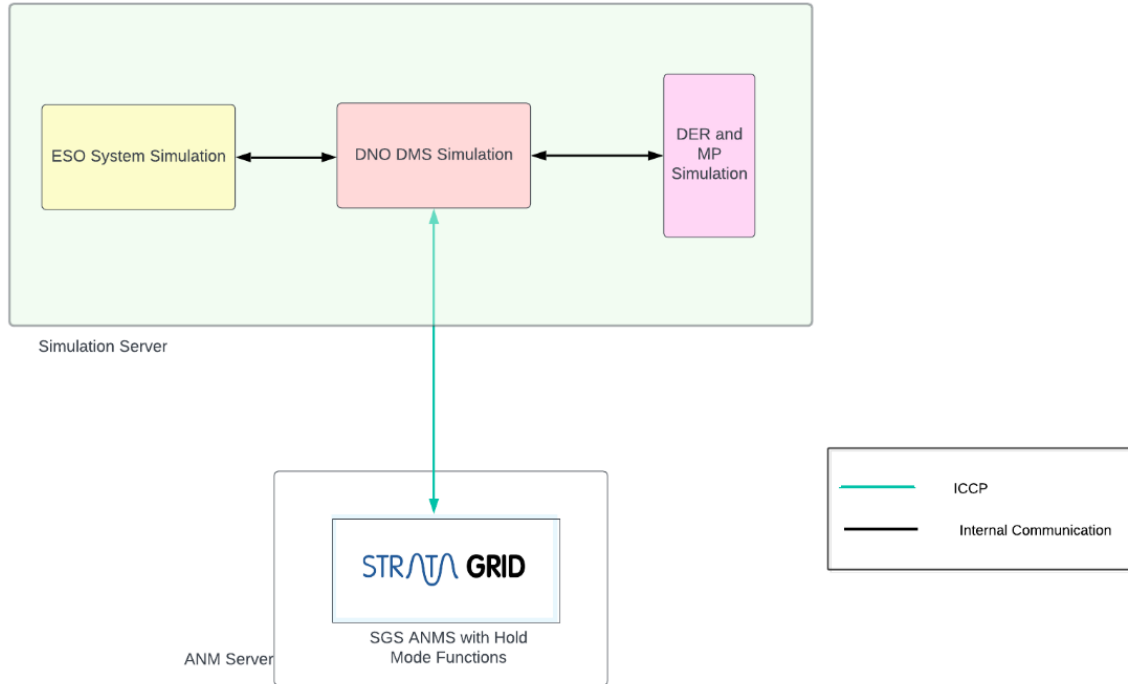 ESO System Simulation
DNO DMS Simulation
DER and
MP
Simulation
Simulation Server
STRATA GRID
SGS ANMS with Hold
Mode Functions
ANM Server
ICCP
Internal Communication